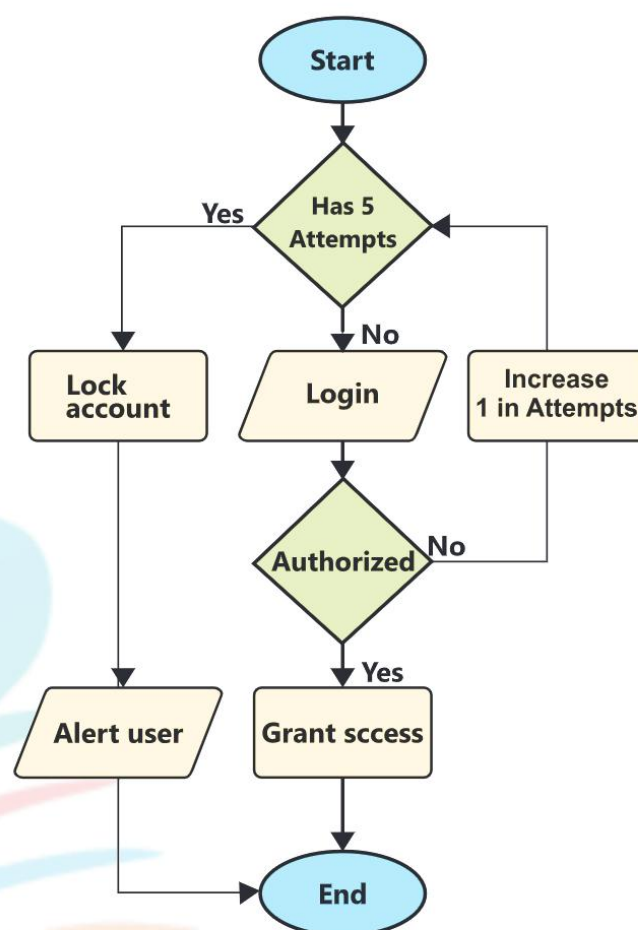 Start
Has 5
Attempts
Yes
No
Lock
account
Login
Increase
1 in Attempts
Authorized
No
Yes
Alert user
Grant sccess
End